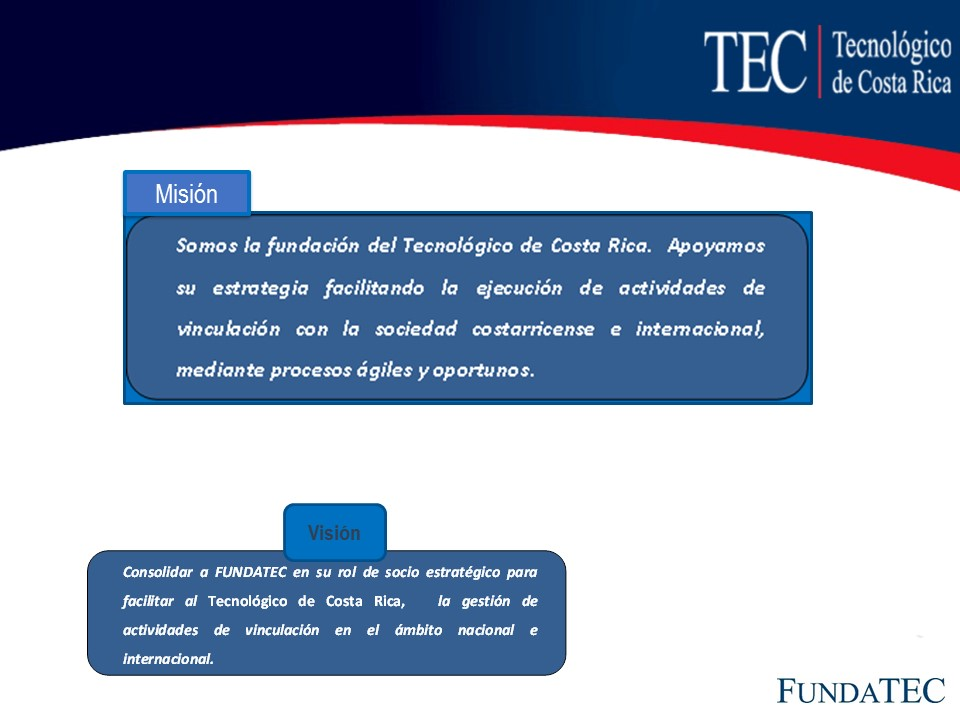 TEC
Tecnológico
de Costa Rica
Misión
Somos la fundación del Tecnológico de Costa Rica. Apoyamos
su estrategia facilitando la ejecución de actividades de
vinculación con la sociedad costarricense e internacional,
mediante procesos ágiles y oportunos.
Visión
Consolidar a FUNDATEC en su rol de socio estratégico para
facilitar al Tecnológico de Costa Rica, la gestión de
actividades de vinculación en el ámbito nacional e
internacional.
FUNDATEC